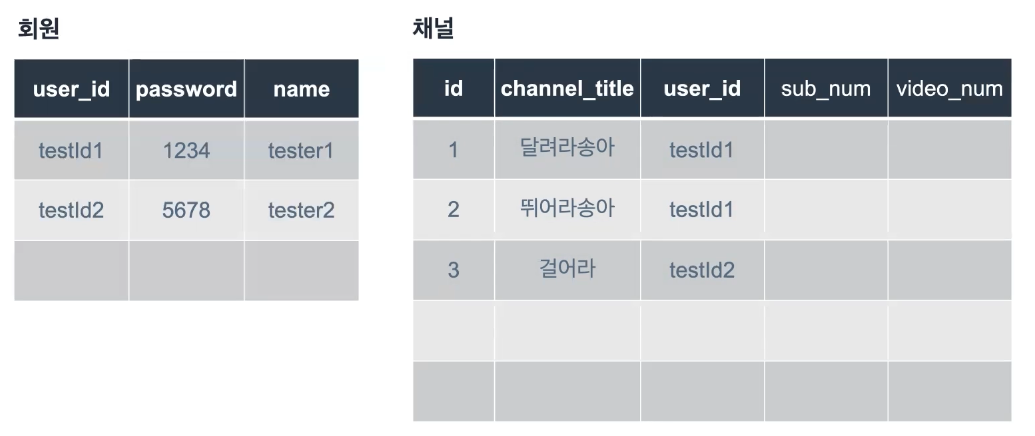 회원
user_id password name
testId1 1234 tester1
testId2 5678 tester2
채널
id channel_title user_id sub_num video_num
1 달려라송아 testId1
2 뛰어라송아 testId1
3 걸어라 testId2